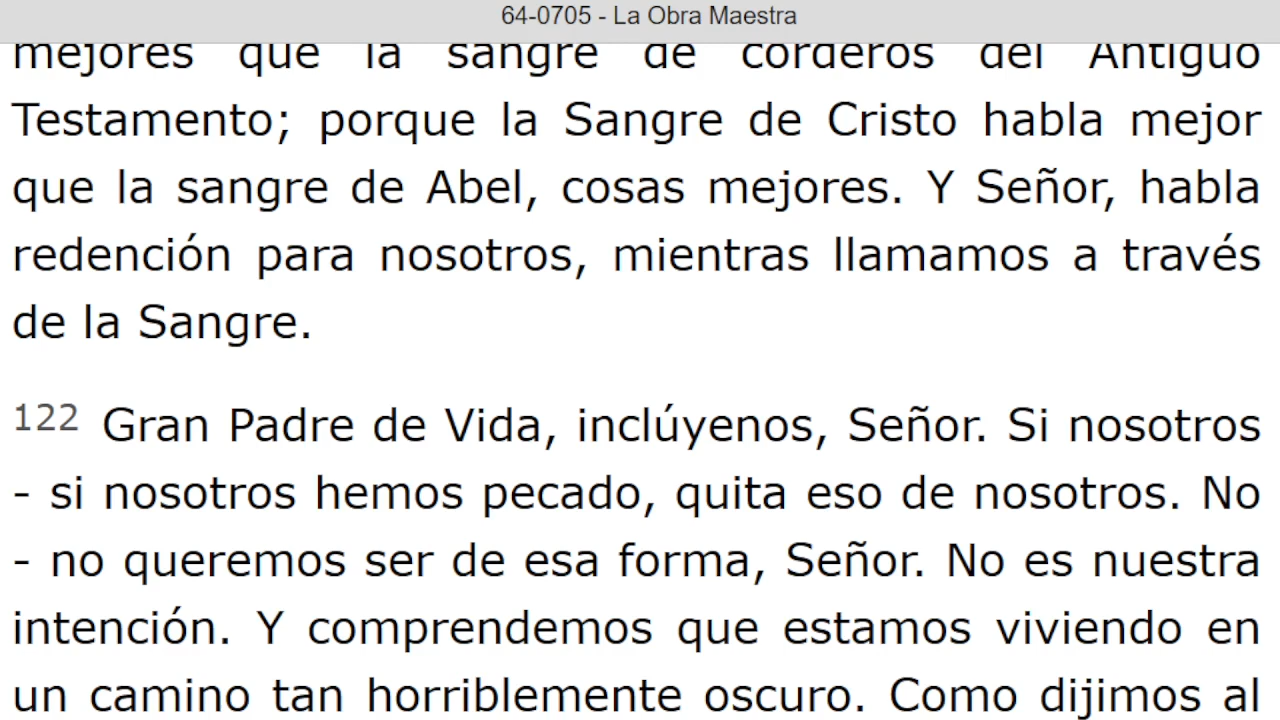 64-0705 - La Obra Maestra
mejores que la sangre de corderos del Antiguo
Testamento; porque la Sangre de Cristo habla mejor
que la sangre de Abel, cosas mejores. Y Señor, habla
redención para nosotros, mientras llamamos a través
de la Sangre.
122 Gran Padre de Vida, inclúyenos, Señor. Si nosotros
- si nosotros hemos pecado, quita eso de nosotros. No
- no queremos ser de esa forma, Señor. No es nuestra
intención. Y comprendemos que estamos viviendo en
un camino tan horriblemente oscuro. Como dijimos al